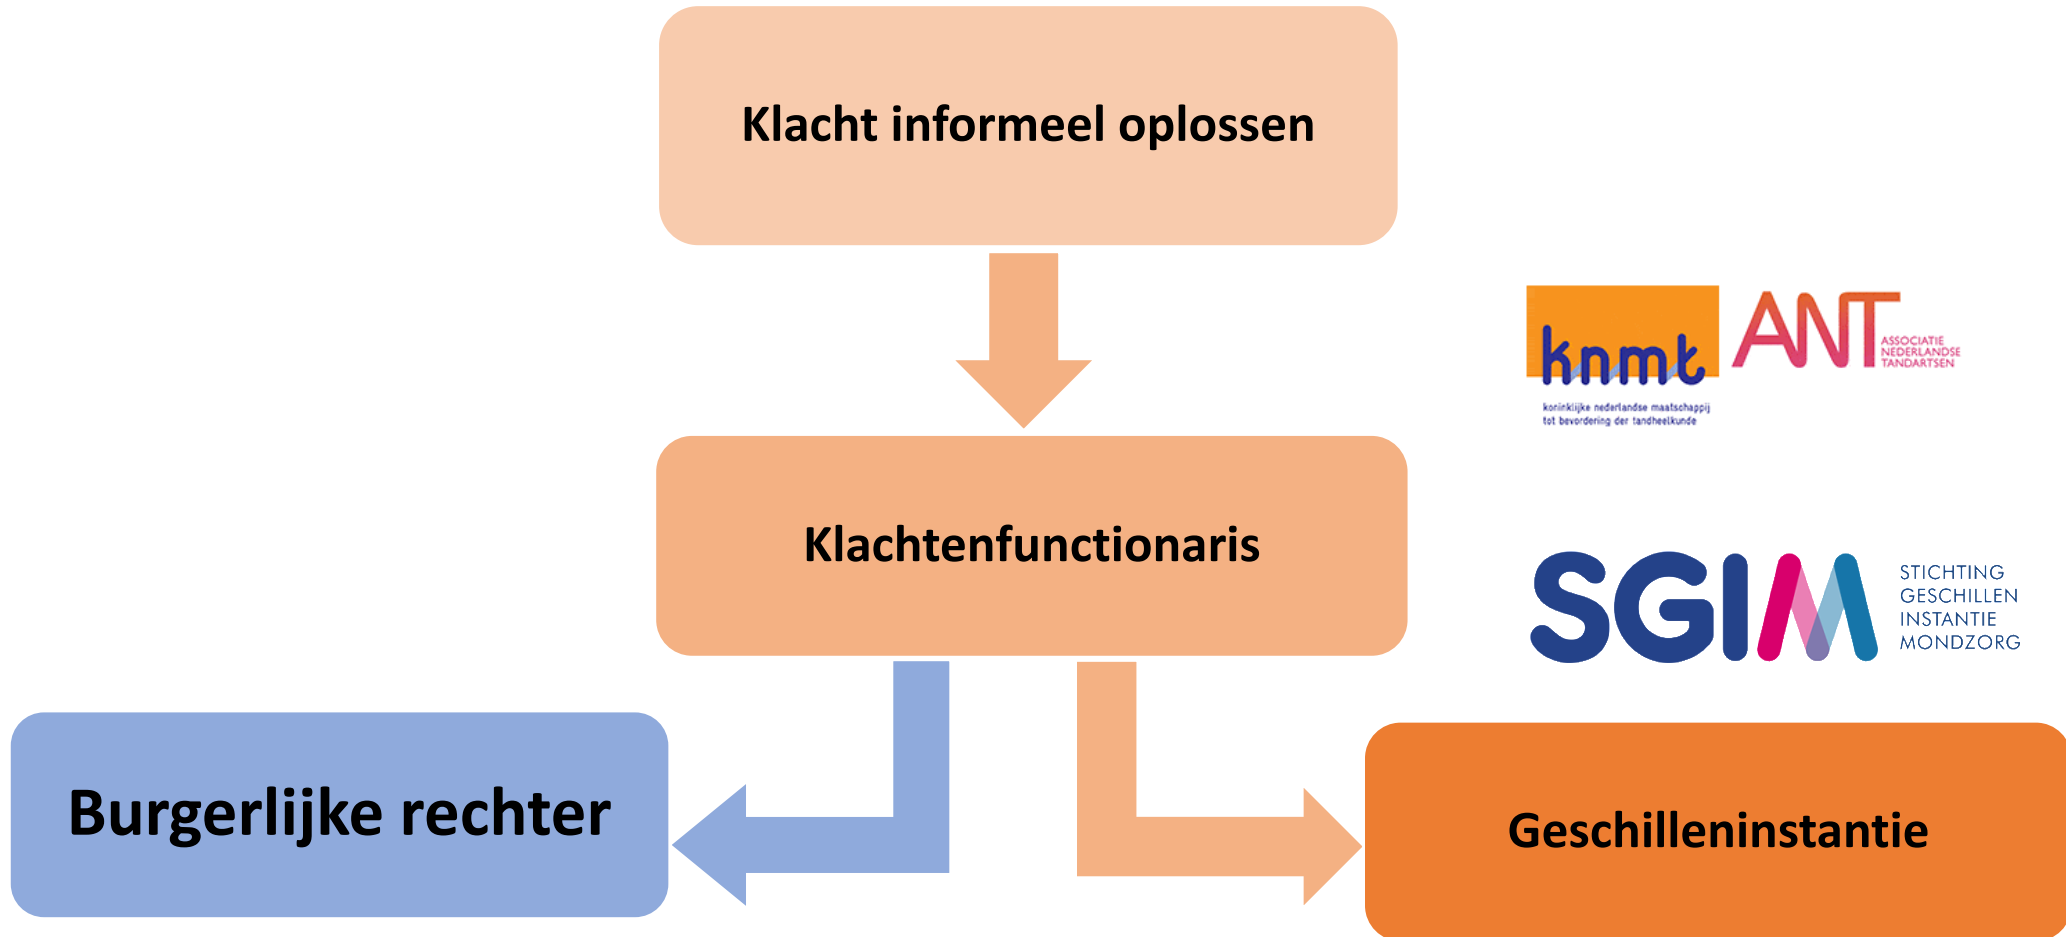 Klacht informeel oplossen
knmt
koninklijke nederlandse maatschappij
tot bevordering der tandheelkunde
ANT
ASSOCIATIE
NEDERLANDSE
TANDARTSEN
Klachtenfunctionaris
SGIM
STICHTING
GESCHILLEN
INSTANTIE
MONDZORG
Burgerlijke rechter
Geschilleninstantie